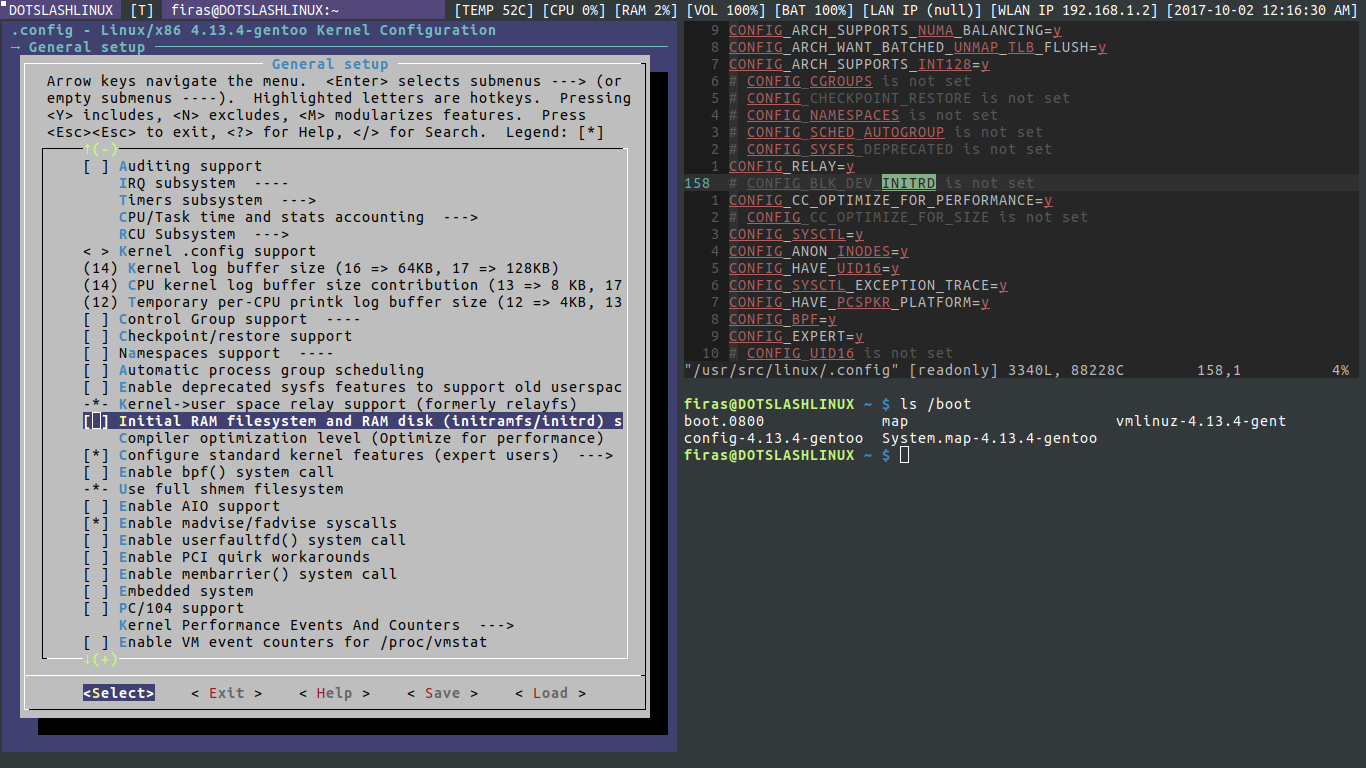 DOTSLASHLINUX [T] firas@DOTSLASHLINUX:~ [TEMP 52C] [CPU 0%] [RAM 2%] [VOL 100%] [BAT 100%] [LAN IP (null)] [WLAN IP 192.168.1.2] [2017-10-02 12:16:30 AM]
.config - Linux/x86 4.13.4-gentoo Kernel Configuration
→ General setup
General setup
Arrow keys navigate the menu.  <Enter> selects submenus ---> (or
empty submenus ----).  Highlighted letters are hotkeys.  Pressing
<Y> includes, <N> excludes, <M> modularizes features.  Press
<Esc><Esc> to exit, <?> for Help, </> for Search.  Legend: [*]
↑(-)
[ ] Auditing support
IRQ subsystem  ----
Timers subsystem  --->
CPU/Task time and stats accounting  --->
RCU Subsystem  --->
< > Kernel .config support
(14) Kernel log buffer size (16 => 64KB, 17 => 128KB)
(14) CPU kernel log buffer size contribution (13 => 8 KB, 17
(12) Temporary per-CPU printk log buffer size (12 => 4KB, 13
[ ] Control Group support  ----
[ ] Checkpoint/restore support
[ ] Namespaces support  ----
[ ] Automatic process group scheduling
[ ] Enable deprecated sysfs features to support old userspac
-*- Kernel->user space relay support (formerly relayfs)
[ ] Initial RAM filesystem and RAM disk (initramfs/initrd) s
Compiler optimization level (Optimize for performance)
[*] Configure standard kernel features (expert users)  --->
[ ] Enable bpf() system call
-*- Use full shmem filesystem
[ ] Enable AIO support
[*] Enable madvise/fadvise syscalls
[ ] Enable userfaultfd() system call
[ ] Enable PCI quirk workarounds
[ ] Enable membarrier() system call
[ ] Embedded system
[ ] PC/104 support
Kernel Performance Events And Counters  --->
[ ] Enable VM event counters for /proc/vmstat
↓(+)
<Select>    < Exit >    < Help >    < Save >    < Load >
9 CONFIG_ARCH_SUPPORTS_NUMA_BALANCING=y
8 CONFIG_ARCH_WANT_BATCHED_UNMAP_TLB_FLUSH=y
7 CONFIG_ARCH_SUPPORTS_INT128=y
6 # CONFIG_CGROUPS is not set
5 # CONFIG_CHECKPOINT_RESTORE is not set
4 # CONFIG_NAMESPACES is not set
3 # CONFIG_SCHED_AUTOGROUP is not set
2 # CONFIG_SYSFS_DEPRECATED is not set
1 CONFIG_RELAY=y
158 # CONFIG_BLK_DEV_INITRD is not set
1 CONFIG_CC_OPTIMIZE_FOR_PERFORMANCE=y
2 # CONFIG_CC_OPTIMIZE_FOR_SIZE is not set
3 CONFIG_SYSCTL=y
4 CONFIG_ANON_INODES=y
5 CONFIG_HAVE_UID16=y
6 CONFIG_SYSCTL_EXCEPTION_TRACE=y
7 CONFIG_HAVE_PCSPKR_PLATFORM=y
8 CONFIG_BPF=y
9 CONFIG_EXPERT=y
10 # CONFIG_UID16 is not set
"/usr/src/linux/.config" [readonly] 3340L, 88228C 158,1 4%
firas@DOTSLASHLINUX ~ $ ls /boot
boot.0800 map vmlinuz-4.13.4-gent
config-4.13.4-gentoo System.map-4.13.4-gentoo
firas@DOTSLASHLINUX ~ $